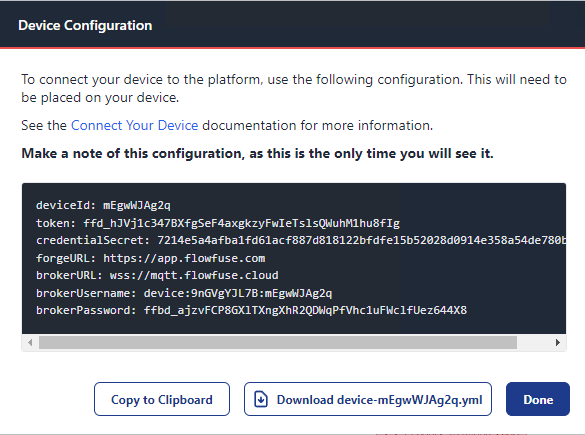 Device Configuration
To connect your device to the platform, use the following configuration. This will need to
be placed on your device.
See the Connect Your Device documentation for more information.
Make a note of this configuration, as this is the only time you will see it.
deviceId: mEgwWJAg2q
token: ffd_hJVj1c347BXfgSeF4axgkzyFwIeTslsQWuhM1hu8fIg
credentialSecret: 7214e5a4afba1fd61acf887d818122bfdfe15b52028d0914e358a54de780b
forgeURL: https://app.flowfuse.com
brokerURL: wss://mqtt.flowfuse.cloud
brokerUsername: device:9nGVgYJL7B:mEgwWJAg2q
brokerPassword: ffbd_ajzvFCP8GXlTXngXhR2QDWqPfVhc1uFWclfUez644X8
Copy to Clipboard
Download device-mEgwWJAg2q.yml
Done